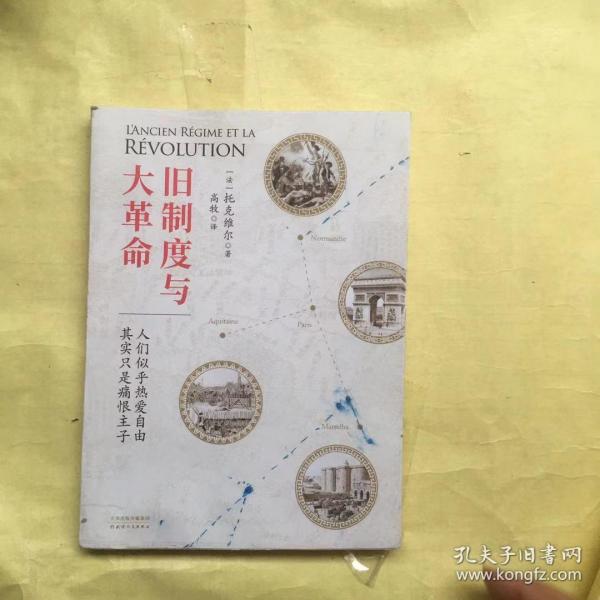 L'ANCIEN RÉGIME ET LA
RÉVOLUTION
旧制度与
大革命
[法] 托克维尔◎著
高牧◎译
人们似乎热爱自由
其实只是痛恨主子
Normandie
Aquitaine
Paris
孔夫子旧书网
www.kongfz.com